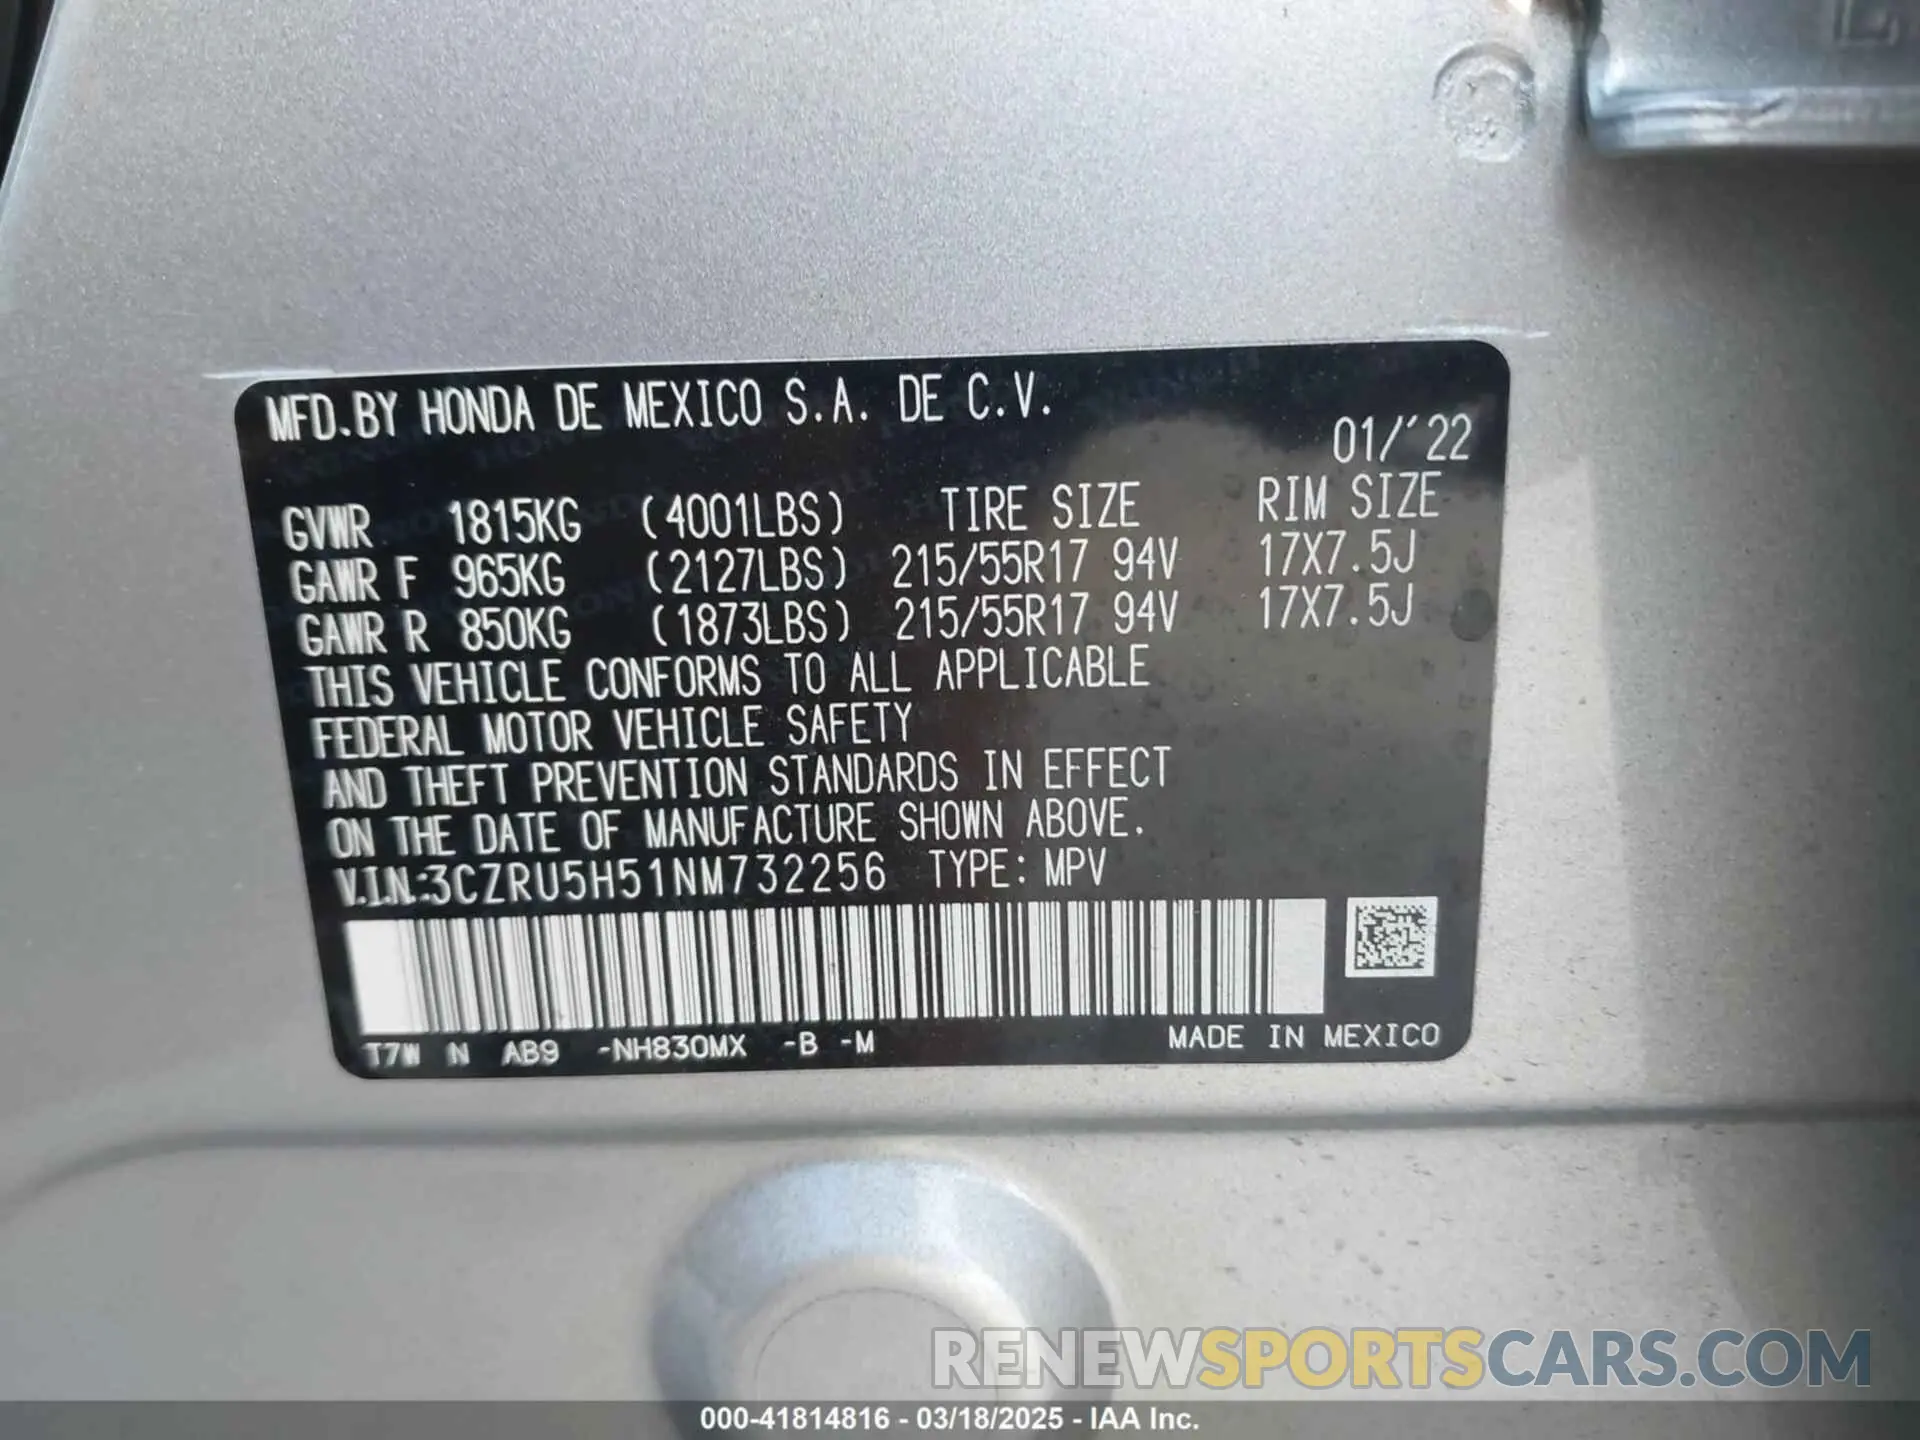 MFD.BY HONDA DE MEXICO S.A. DE C.V.
01/'22
GVWR 1815KG (4001LBS) TIRE SIZE RIM SIZE
GAWR F 965KG (2127LBS) 215/55R17 94V 17X7.5J
GAWR R 850KG (1873LBS) 215/55R17 94V 17X7.5J
THIS VEHICLE CONFORMS TO ALL APPLICABLE
FEDERAL MOTOR VEHICLE SAFETY
AND THEFT PREVENTION STANDARDS IN EFFECT
ON THE DATE OF MANUFACTURE SHOWN ABOVE.
V.I.N.:3CZRU5H51NM732256 TYPE: MPV
T7W N AB9 -NH830MX -B -M MADE IN MEXICO
RENEWSPORTSCARS.COM
000-41814816 - 03/18/2025 - IAA Inc.